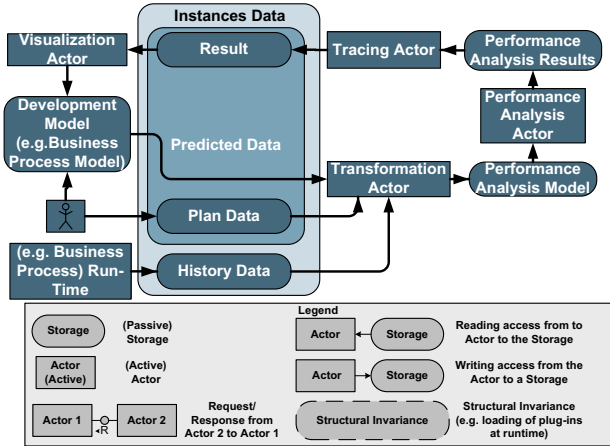 Instances Data
Visualization
Actor
Result
Tracing Actor
Performance
Analysis Results
Development
Model
(e.g.Business
Process Model)
Predicted Data
Performance
Analysis
Actor
Transformation
Actor
Performance
Analysis Model
Plan Data
(e.g. Business
Process) Run-
Time
History Data
Legend
Storage
(Passive)
Storage
Actor
Storage
Reading access from to
Actor to the Storage
Actor
(Active)
(Active)
Actor
Actor
Storage
Writing access from the
Actor to a Storage
Actor 1
R
Actor 2
Request/
Response from
Actor 2 to Actor 1
Structural Invariance
Structural Invariance
(e.g. loading of plug-ins
at runtime)